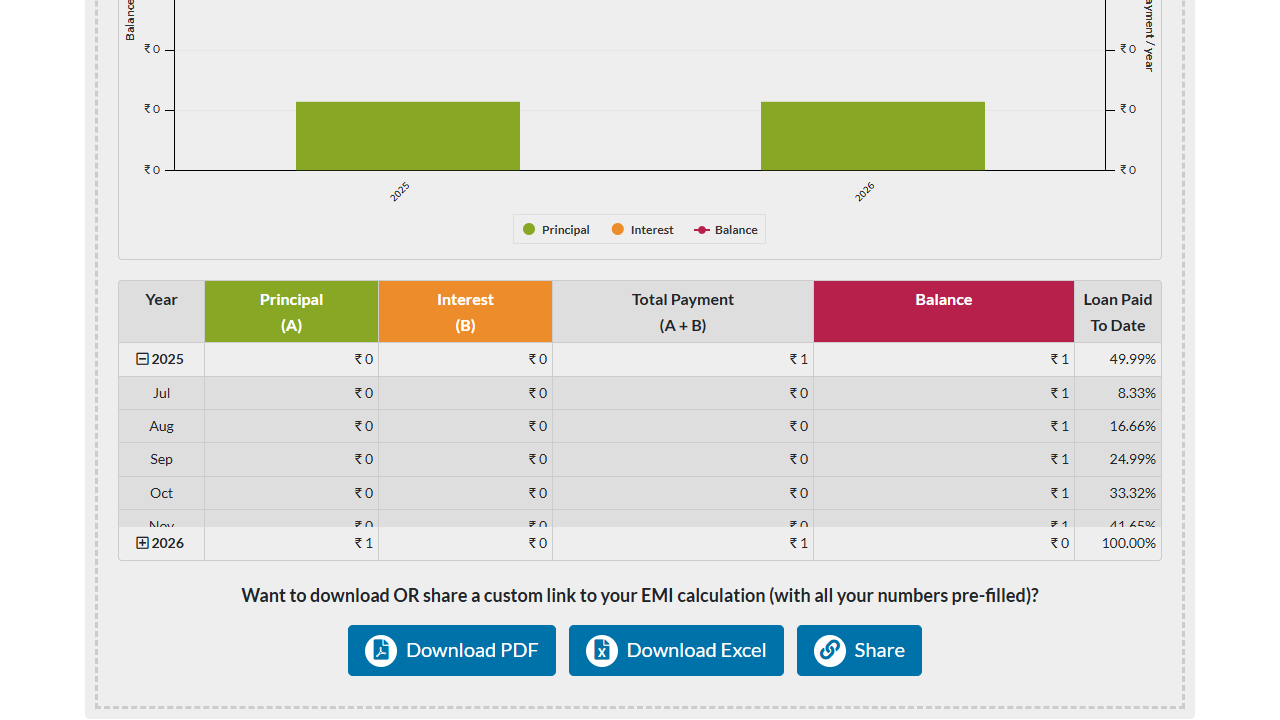 Balance
ayment / year
₹ 0
₹ 0
₹ 0
₹ 0
₹ 0
₹ 0
2025
2026
Principal Interest Balance
Year Principal (A) Interest (B) Total Payment (A + B) Balance Loan Paid To Date
2025 ₹ 0 ₹ 0 ₹ 1 ₹ 1 49.99%
Jul ₹ 0 ₹ 0 ₹ 0 ₹ 1 8.33%
Aug ₹ 0 ₹ 0 ₹ 0 ₹ 1 16.66%
Sep ₹ 0 ₹ 0 ₹ 0 ₹ 1 24.99%
Oct ₹ 0 ₹ 0 ₹ 0 ₹ 1 33.32%
Nov ₹ 0 ₹ 0 ₹ 0 ₹ 1 41.65%
2026 ₹ 1 ₹ 0 ₹ 1 ₹ 0 100.00%
Want to download OR share a custom link to your EMI calculation (with all your numbers pre-filled)?
Download PDF Download Excel Share